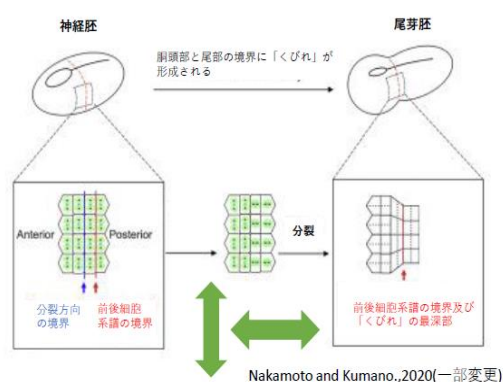 神経胚
尾芽胚
胴頭部と尾部の境界に「くびれ」が
形成される
Anterior
Posterior
分裂
分裂方向
の境界
前後細胞
系譜の境界
前後細胞系譜の境界及び
「くびれ」の最深部
Nakamoto and Kumano.,2020(一部変更)